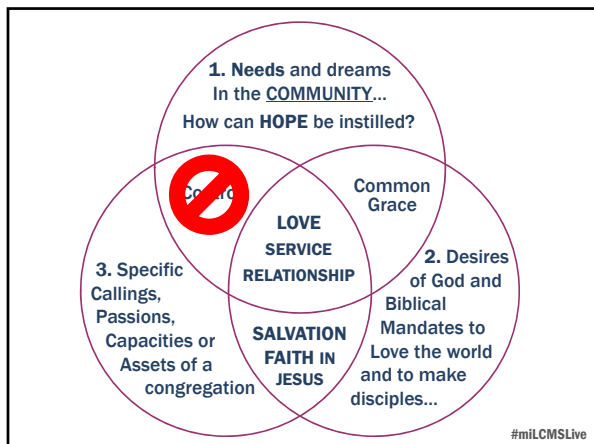 1. Needs and dreams
In the COMMUNITY...
How can HOPE be instilled?
Common
Grace
LOVE
SERVICE
RELATIONSHIP
2. Desires
of God and
Biblical
Mandates to
Love the world
and to make
disciples...
3. Specific
Callings,
Passions,
Capacities or
Assets of a
congregation
SALVATION
FAITH IN
JESUS
#miLCMSLive